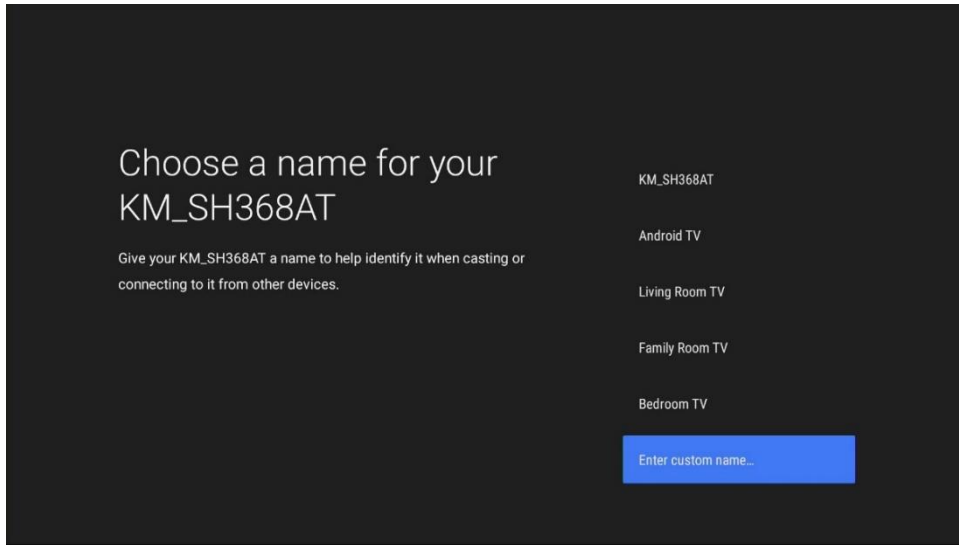 Choose a name for your
KM_SH368AT
Give your KM_SH368AT a name to help identify it when casting or
connecting to it from other devices.
KM_SH368AT
Android TV
Living Room TV
Family Room TV
Bedroom TV
Enter custom name…